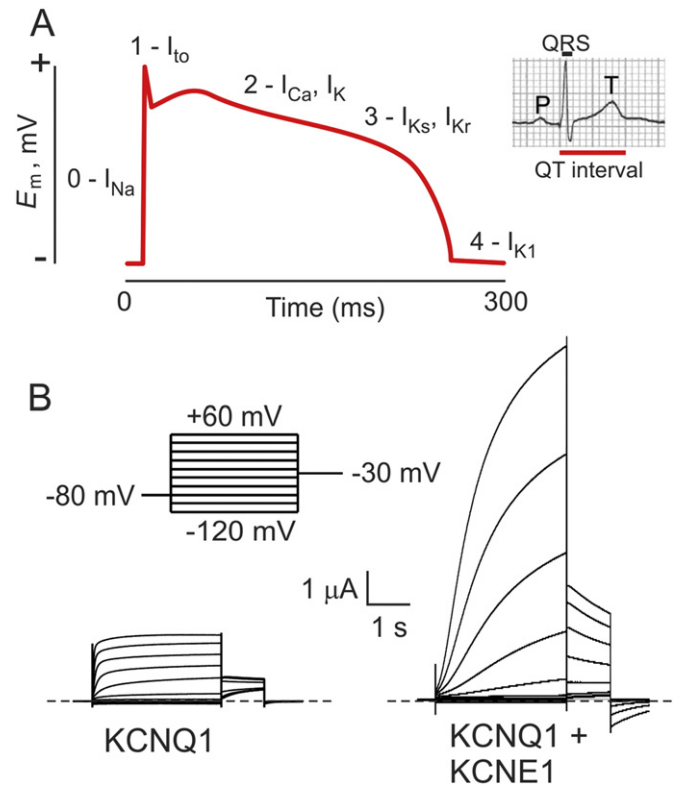 A
1 - Ito
QRS
+
2 - ICa, IK
P
T
3 - IKs, IKr
Em, mV
0 - INa
QT interval
-
4 - IK1
0
Time (ms)
300
B
+60 mV
-80 mV
-30 mV
-120 mV
1 μA
1 s
KCNQ1
KCNQ1 +
KCNE1